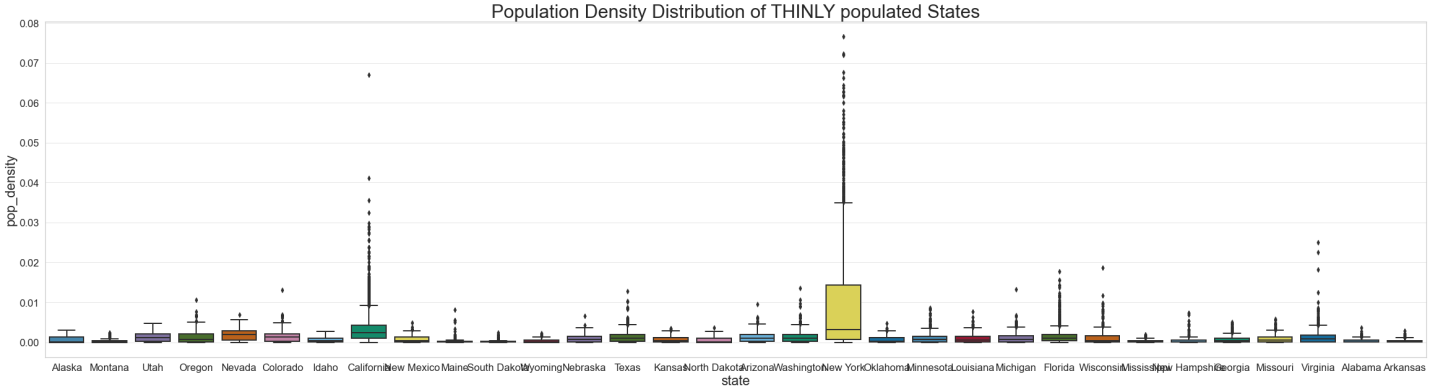 Population Density Distribution of THINLY populated States
0.08
0.07
0.06
0.05
0.04
0.03
0.02
0.01
0.00
pop_density
Alaska Montana Utah Oregon Nevada Colorado Idaho California New Mexico Maine South Dakota Wyoming Nebraska Texas Kansas North Dakota Arizona Washington New York Oklahoma Minnesota Louisiana Michigan Florida Wisconsin Mississippi New Hampshire Georgia Missouri Virginia Alabama Arkansas
state